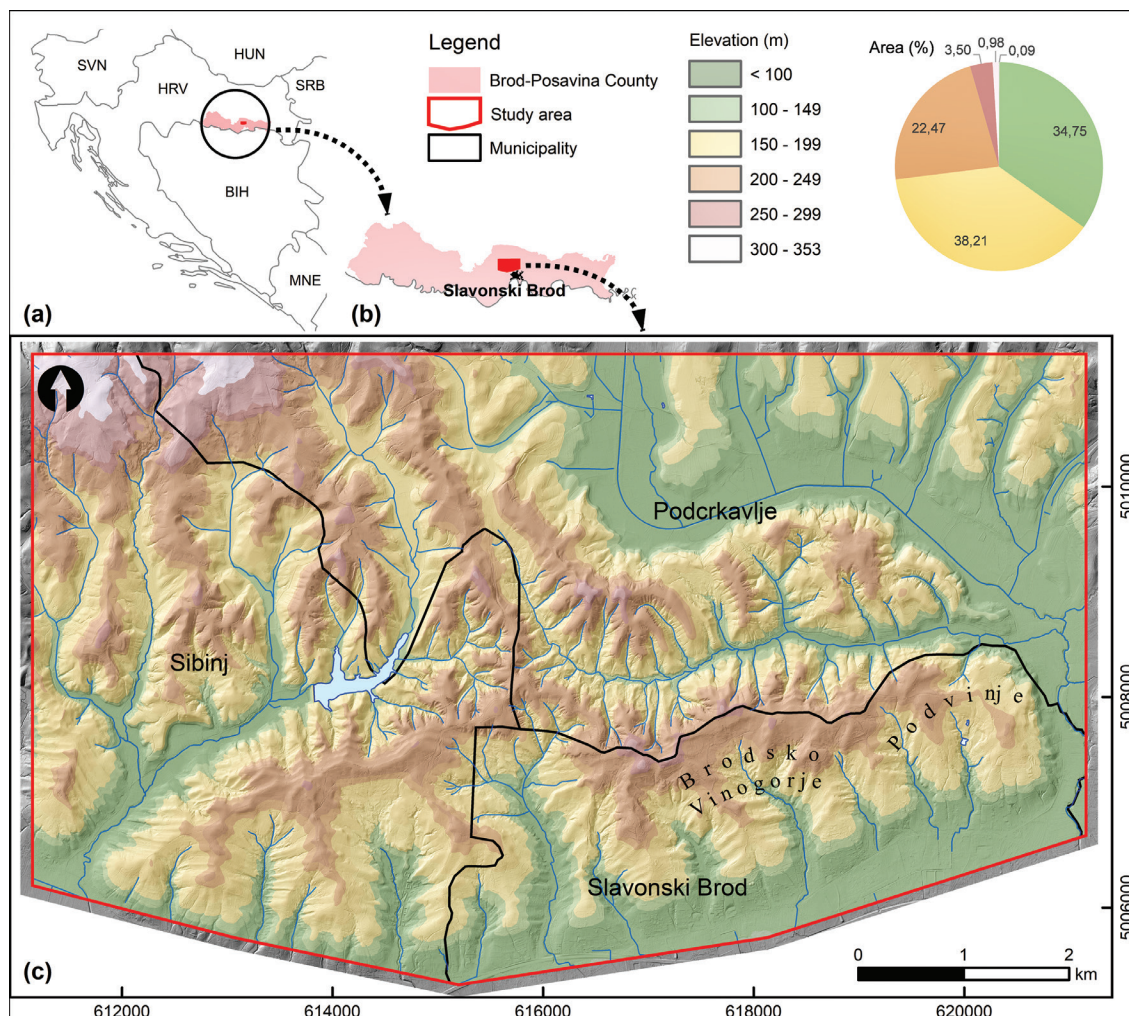 SVN
HUN
HRV
SRB
BIH
MNE
(a)
Legend
Brod-Posavina County
Study area
Municipality
Slavonski Brod
(b)
Elevation (m)
< 100
100 - 149
150 - 199
200 - 249
250 - 299
300 - 353
Area (%)
3,50
0,98
0,09
22,47
34,75
38,21
Podcrkavlje
Sibinj
Brodsko
Vinogorje
Podvinje
Slavonski Brod
(c)
0 1 2
km
5010000
5008000
5006000
612000 614000 616000 618000 620000